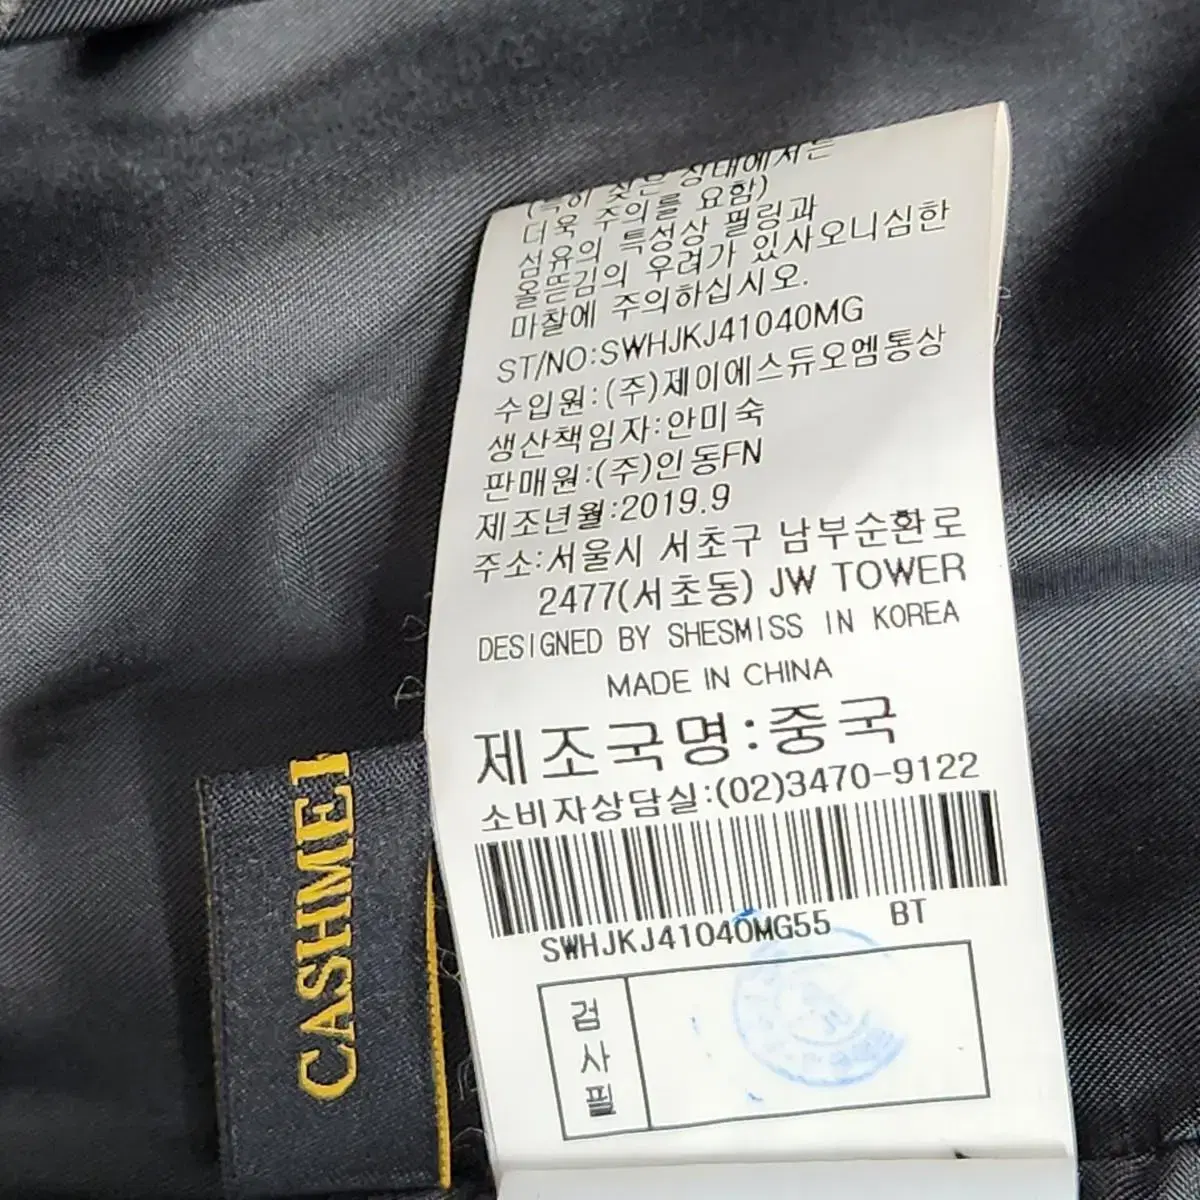 (특히 젖은 상태에서는
더욱 주의를 요함)
섬유의 특성상 필링과
올뜯김의 우려가 있사오니심한
마찰에 주의하십시오.
ST/NO:SWHJKJ41040MG
수입원:(주)제이에스듀오엠통상
생산책임자:안미숙
판매원:(주)인동FN
제조년월:2019.9
주소:서울시 서초구 남부순환로
2477(서초동) JW TOWER
DESIGNED BY SHESMISS IN KOREA
MADE IN CHINA
제조국명:중국
소비자상담실:(02)3470-9122
SWHJKJ41040MG55 BT
검사필